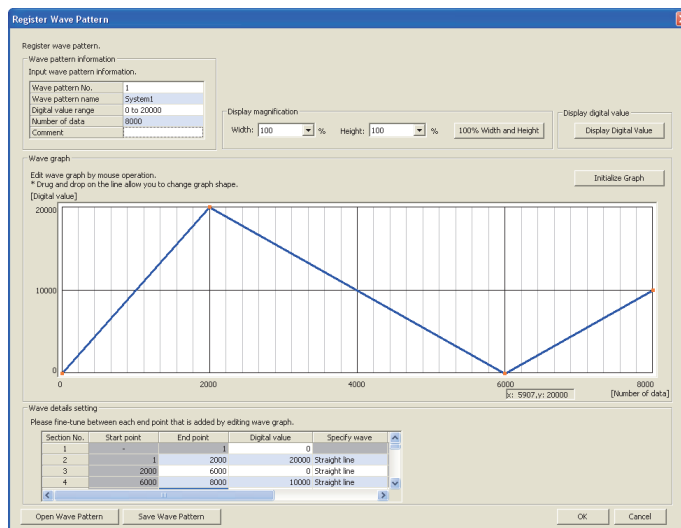 Register Wave Pattern
Register wave pattern.
Wave pattern information
Input wave pattern information.
Wave pattern No. 1
Wave pattern name System1
Digital value range 0 to 20000
Number of data 8000
Comment
Display magnification
Width: 100 % Height: 100 % 100% Width and Height
Display digital value
Display Digital Value
Wave graph
Edit wave graph by mouse operation.
* Drug and drop on the line allow you to change graph shape.
Initialize Graph
[Digital value]
20000
10000
0
0 2000 4000 6000 8000
x: 5907,y: 20000
[Number of data]
Wave details setting
Please fine-tune between each end point that is added by editing wave graph.
Section No. Start point End point Digital value Specify wave
1 - 1 0
2 1 2000 20000 Straight line
3 2000 6000 0 Straight line
4 6000 8000 10000 Straight line
Open Wave Pattern Save Wave Pattern OK Cancel